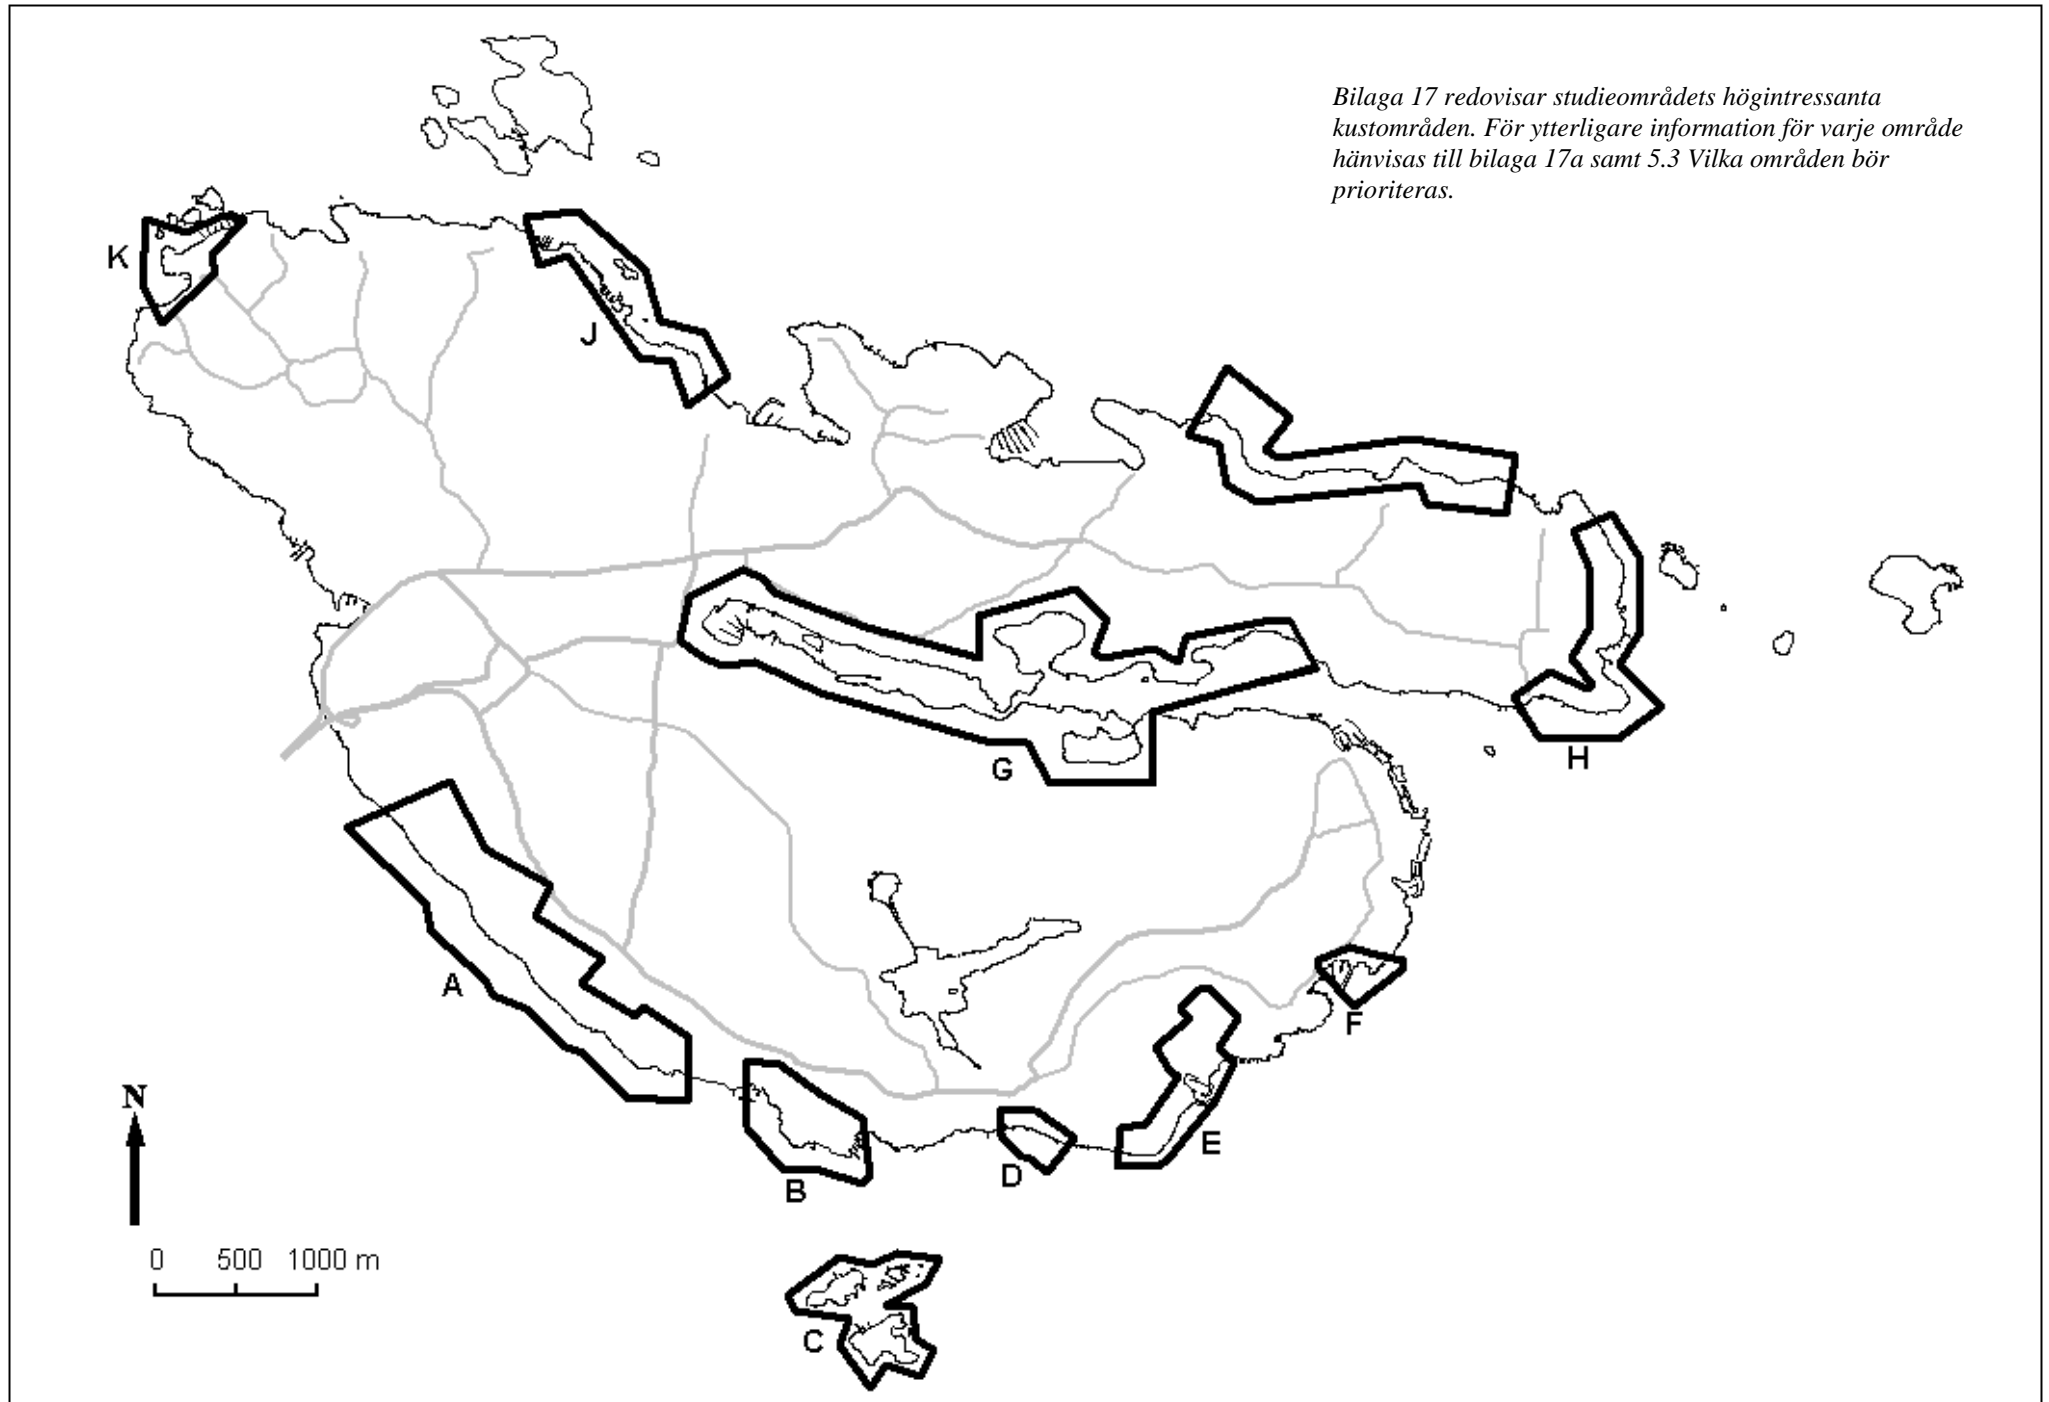 Bilaga 17 redovisar studieområdets högintressanta
kustområden. För ytterligare information för varje område
hänvisas till bilaga 17a samt 5.3 Vilka områden bör
prioriteras.
K
J
G
H
A
F
E
D
B
C
N
0 500 1000 m